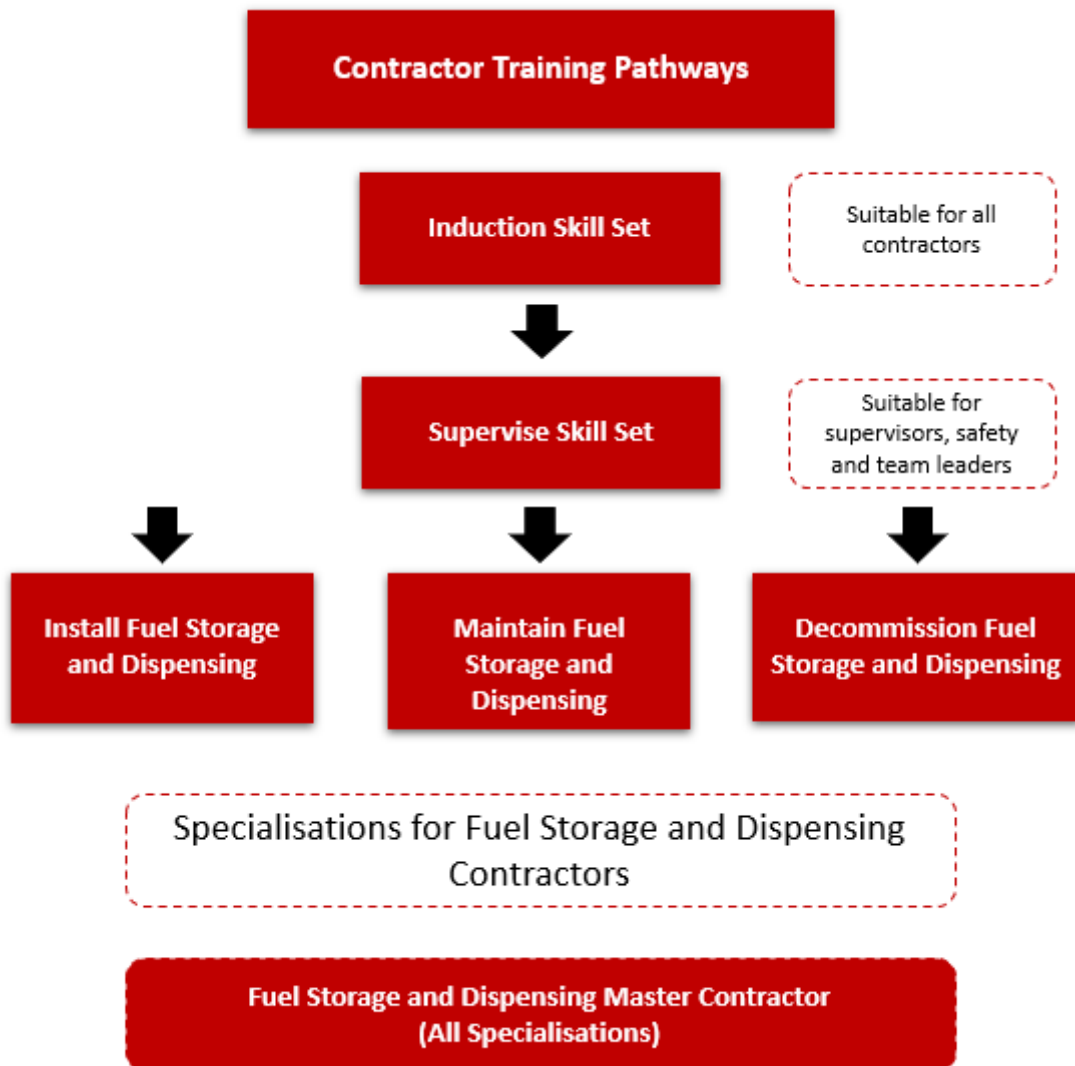 Contractor Training Pathways
Induction Skill Set
Suitable for all
contractors
Supervise Skill Set
Suitable for
supervisors, safety
and team leaders
Install Fuel Storage
and Dispensing
Maintain Fuel
Storage and
Dispensing
Decommission Fuel
Storage and Dispensing
Specialisations for Fuel Storage and Dispensing
Contractors
Fuel Storage and Dispensing Master Contractor
(All Specialisations)